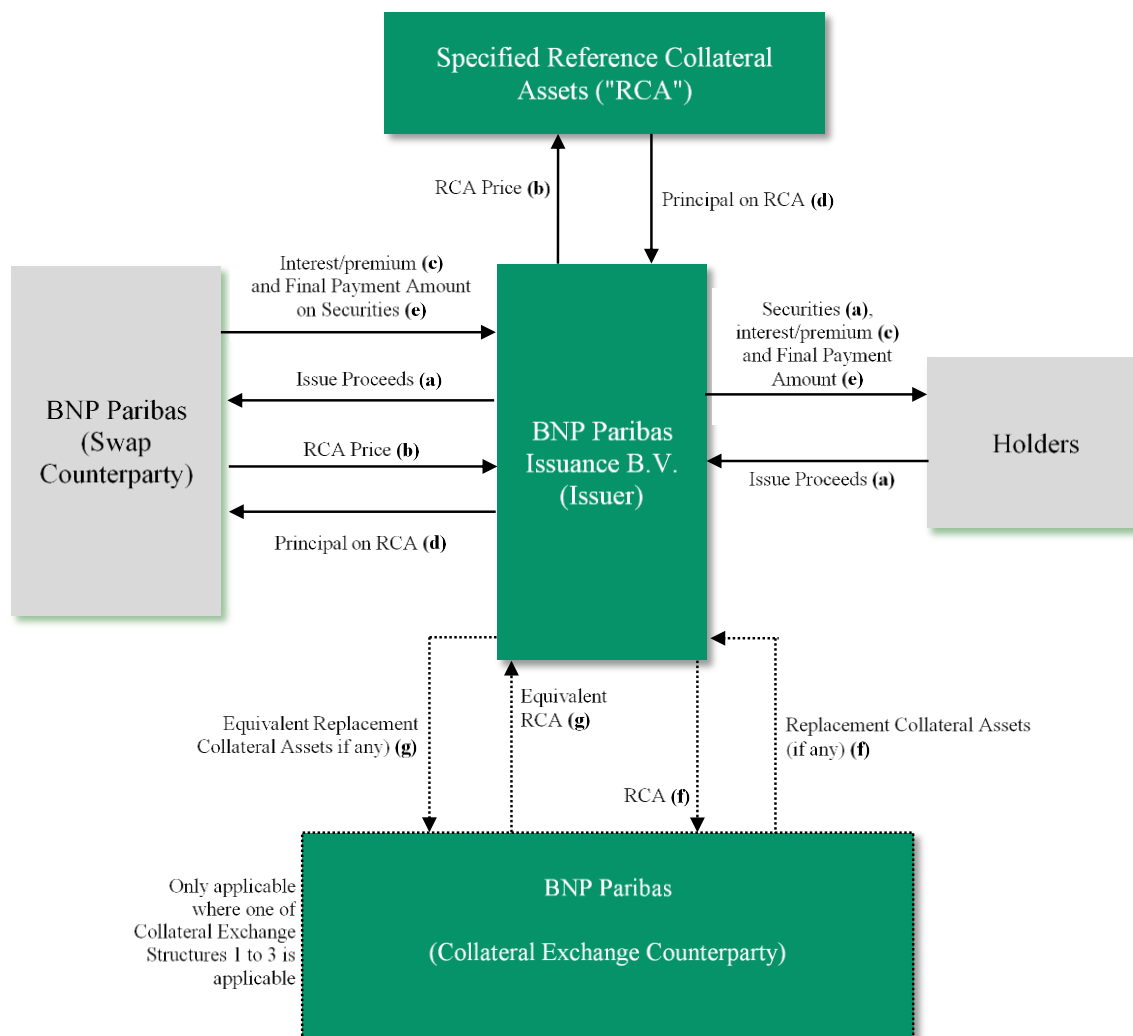 Specified Reference Collateral
Assets ("RCA")
RCA Price (b)
Principal on RCA (d)
Interest/premium (c)
and Final Payment Amount
on Securities (e)
Securities (a),
interest/premium (c)
and Final Payment
Amount (e)
Issue Proceeds (a)
BNP Paribas
(Swap
Counterparty)
RCA Price (b)
Principal on RCA (d)
BNP Paribas
Issuance B.V.
(Issuer)
Holders
Issue Proceeds (a)
Equivalent Replacement
Collateral Assets if any) (g)
Equivalent
RCA (g)
RCA (f)
Replacement Collateral Assets
(if any) (f)
Only applicable
where one of
Collateral Exchange
Structures 1 to 3 is
applicable
BNP Paribas
(Collateral Exchange Counterparty)